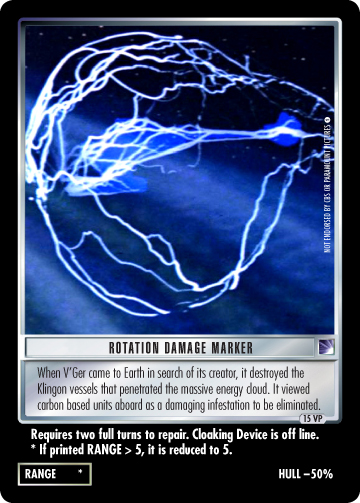 NOT ENDORSED BY CBS OR PARAMOUNT PICTURES
ROTATION DAMAGE MARKER
When V'Ger came to Earth in search of its creator, it destroyed the
Klingon vessels that penetrated the massive energy cloud. It viewed
carbon based units aboard as a damaging infestation to be eliminated.
15 VP
Requires two full turns to repair. Cloaking Device is off line.
* If printed RANGE > 5, it is reduced to 5.
RANGE * HULL –50%